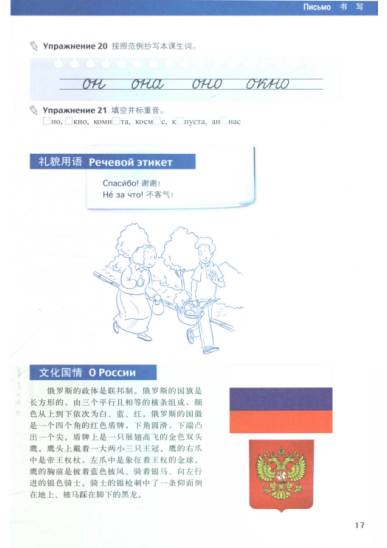 Письмо 书 写
Упражнение 20 按照范例抄写本课生词。
он она оно окно
Упражнение 21 填空并标重音。
□но, □кно, комн□та, косм□с, к□пуста, ан□нас
礼貌用语 Речевой этикет
Спаси́бо! 谢谢!
Не́ за что! 不客气!
文化国情 О России
俄罗斯的政体是联邦制。俄罗斯的国旗是
长方形的,由三个平行且相等的横条组成,颜
色从上到下依次为白、蓝、红。俄罗斯的国徽
是一个四个角的红色盾牌,下角圆滑,下端凸
出一个尖。盾牌上是一只展翅高飞的金色双头
鹰。鹰头上戴着一大两小三只王冠。鹰的右爪
中是帝王权杖,左爪中是象征着王权的金球。
鹰的胸前是披着蓝色披风、骑着银马、向左行
进的银色骑士。骑士的银枪刺中了一条仰面倒
在地上、被马踩在脚下的黑龙。
17